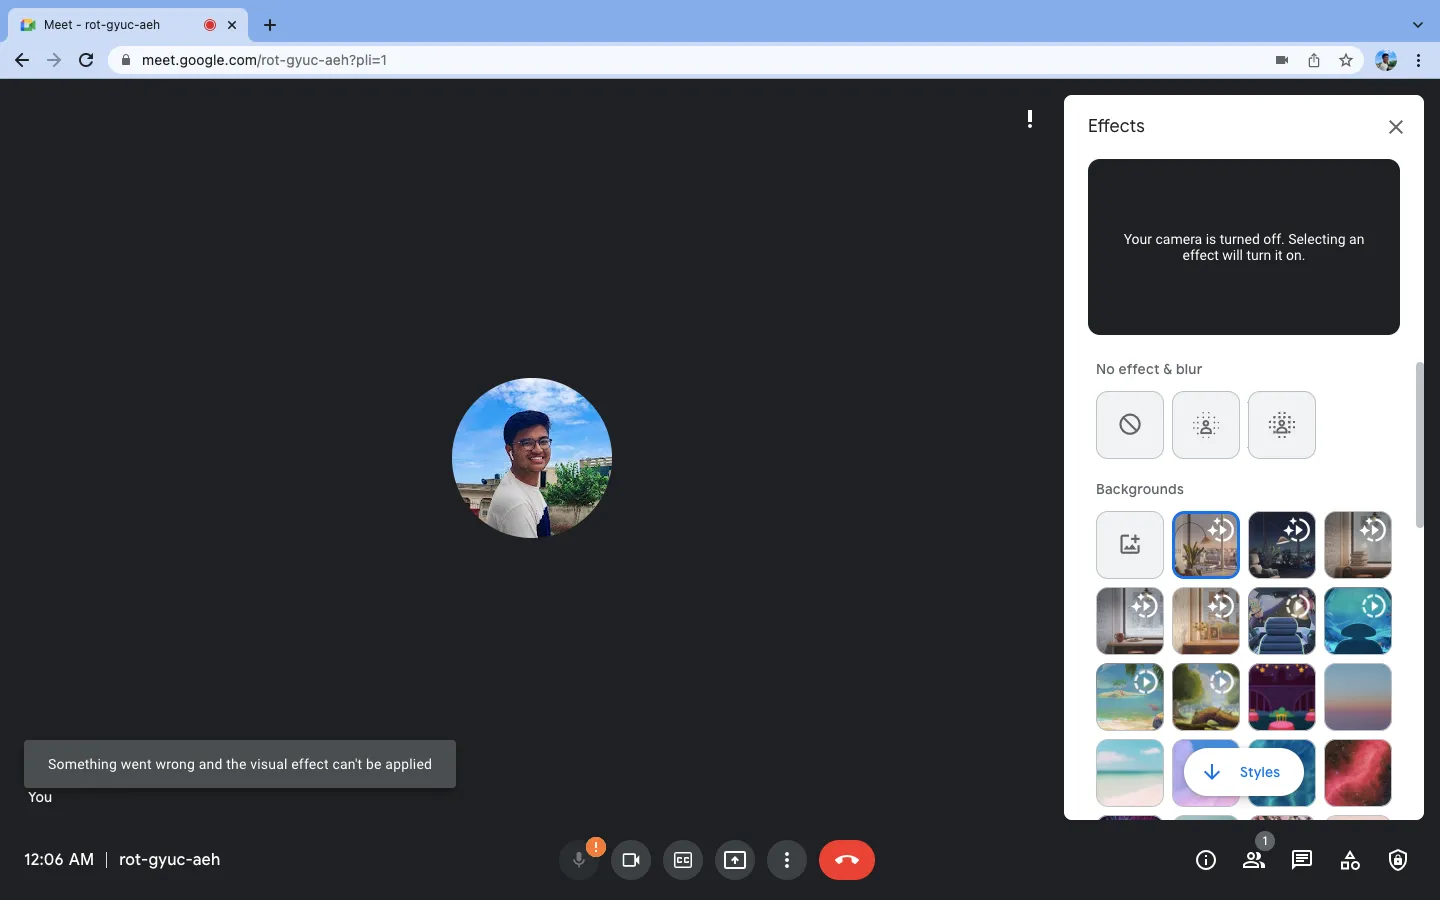 Meet - rot-gyuc-aeh
meet.google.com/rot-gyuc-aeh?pli=1
Effects
Your camera is turned off. Selecting an
effect will turn it on.
No effect & blur
Backgrounds
Styles
Something went wrong and the visual effect can't be applied
You
12:06 AM | rot-gyuc-aeh
!
CC
1